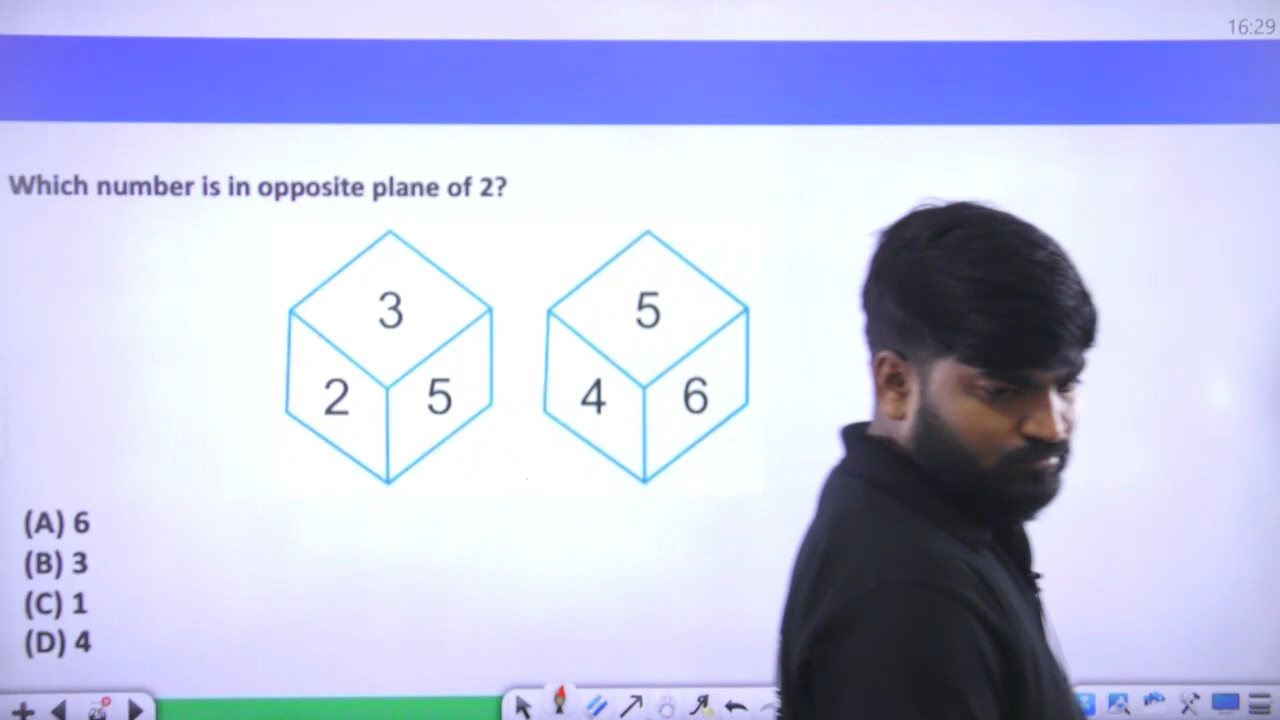 16:29
Which number is in opposite plane of 2?
3
2 5
5
4 6
(A) 6
(B) 3
(C) 1
(D) 4